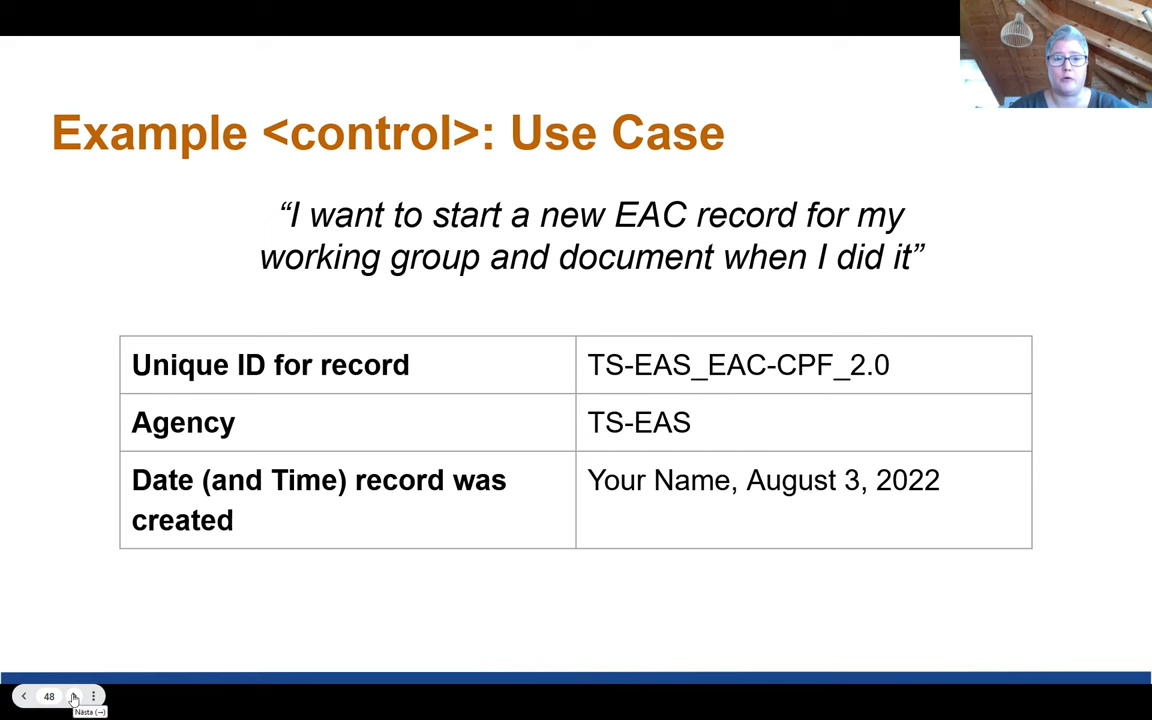 Example <control>: Use Case
“I want to start a new EAC record for my
working group and document when I did it”
Unique ID for record
TS-EAS_EAC-CPF_2.0
Agency
TS-EAS
Date (and Time) record was
created
Your Name, August 3, 2022
48
Nästa (→)